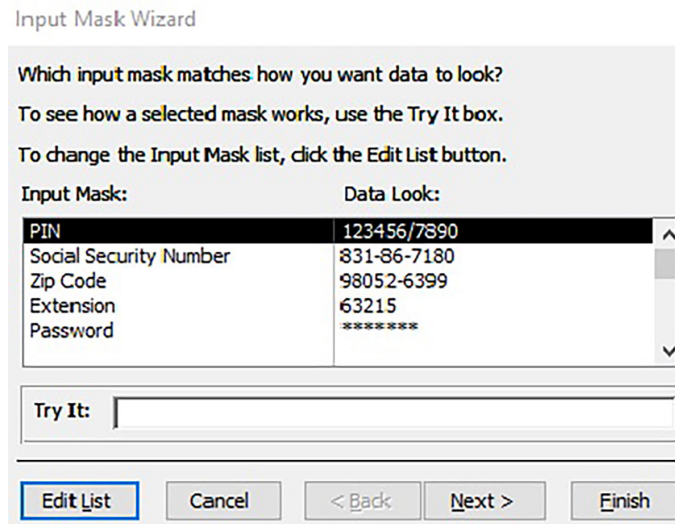 Input Mask Wizard
Which input mask matches how you want data to look?
To see how a selected mask works, use the Try It box.
To change the Input Mask list, click the Edit List button.
Input Mask: Data Look:
PIN 123456/7890
Social Security Number 831-86-7180
Zip Code 98052-6399
Extension 63215
Password *******
Try It:
Edit List Cancel < Back Next > Finish